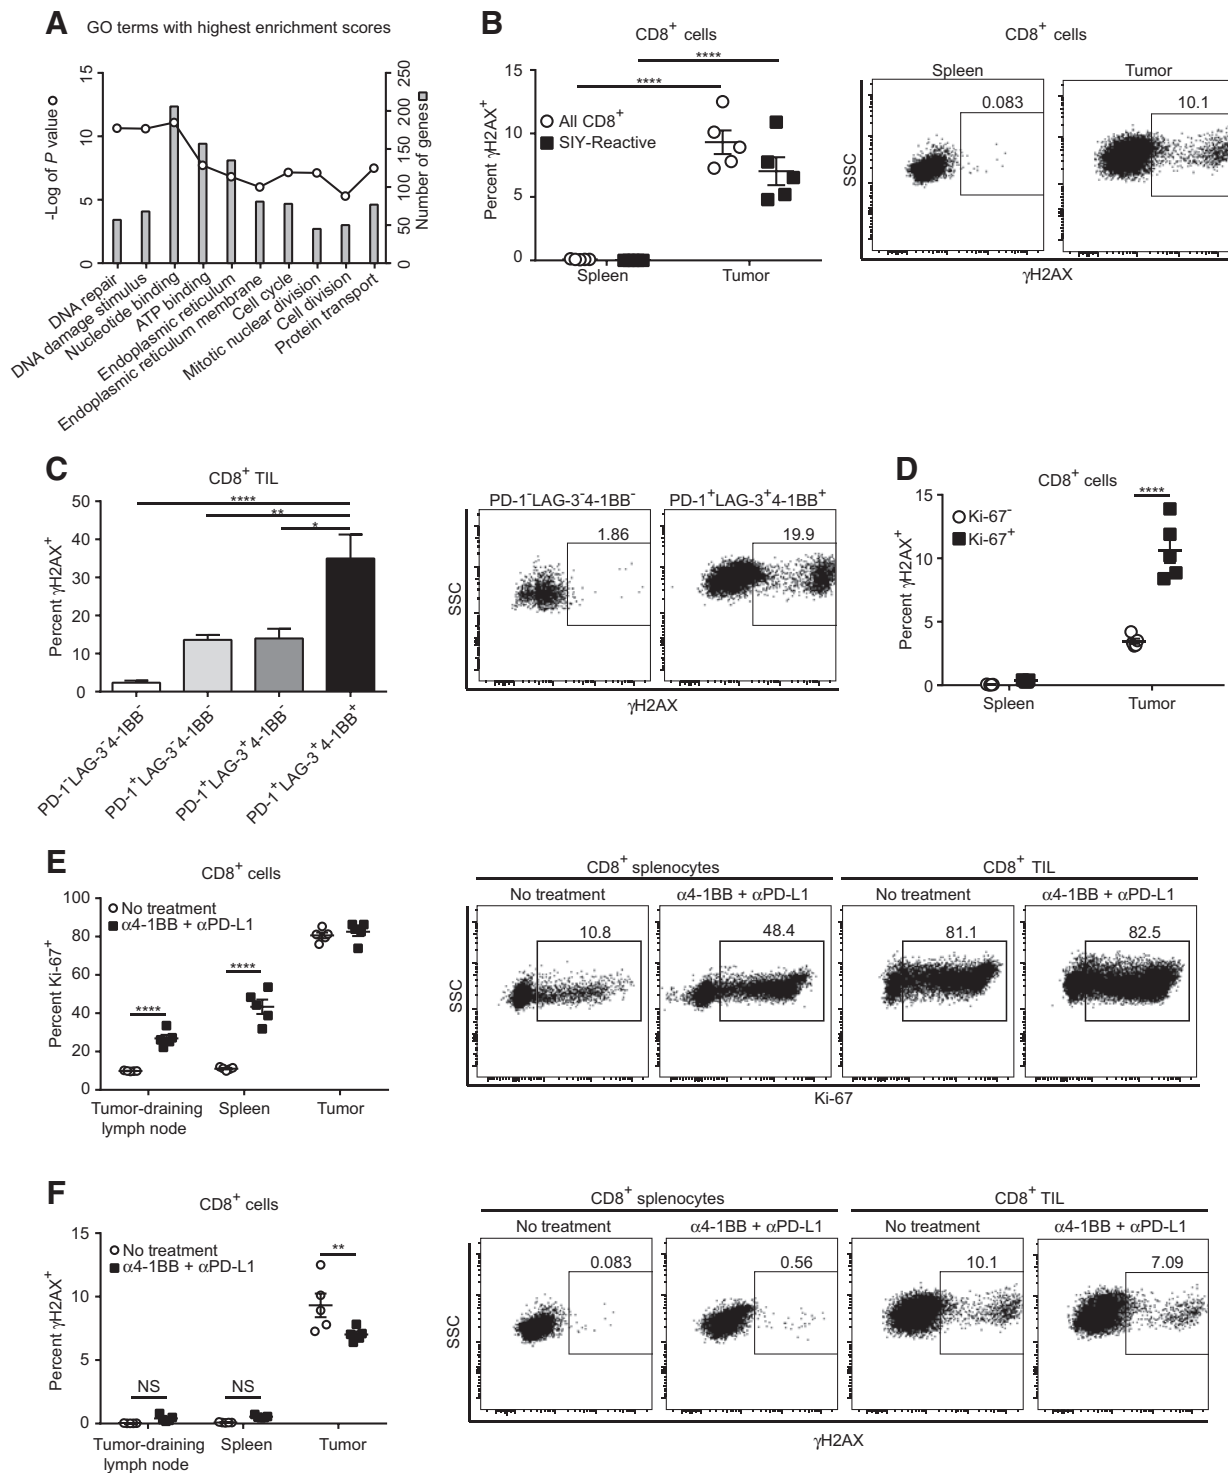 A
GO terms with highest enrichment scores
-Log of P value
15
10
5
0
250
200
150
100
50
0
Number of genes
DNA repair
DNA damage stimulus
Nucleotide binding
ATP binding
Endoplasmic reticulum
Endoplasmic reticulum membrane
Cell cycle
Mitotic nuclear division
Cell division
Protein transport
B
CD8+ cells
****
****
Percent γH2AX+
15
10
5
0
All CD8+
SIY-Reactive
Spleen Tumor
CD8+ cells
Spleen Tumor
0.083 10.1
SSC
γH2AX
C
CD8+ TIL
Percent γH2AX+
50
40
30
20
10
0
****
**
*
PD-1-LAG-3-4-1BB-
PD-1+LAG-3-4-1BB-
PD-1+LAG-3+4-1BB-
PD-1+LAG-3+4-1BB+
PD-1-LAG-3-4-1BB- PD-1+LAG-3+4-1BB+
1.86 19.9
SSC
γH2AX
D
CD8+ cells
Percent γH2AX+
15
10
5
0
Ki-67-
Ki-67+
****
Spleen Tumor
E
CD8+ cells
Percent Ki-67+
100
80
60
40
20
0
No treatment
α4-1BB + αPD-L1
****
****
Tumor-draining lymph node
Spleen
Tumor
CD8+ splenocytes CD8+ TIL
No treatment α4-1BB + αPD-L1 No treatment α4-1BB + αPD-L1
10.8 48.4 81.1 82.5
SSC
Ki-67
F
CD8+ cells
Percent γH2AX+
15
10
5
0
No treatment
α4-1BB + αPD-L1
**
NS NS
Tumor-draining lymph node
Spleen
Tumor
CD8+ splenocytes CD8+ TIL
No treatment α4-1BB + αPD-L1 No treatment α4-1BB + αPD-L1
0.083 0.56 10.1 7.09
SSC
γH2AX